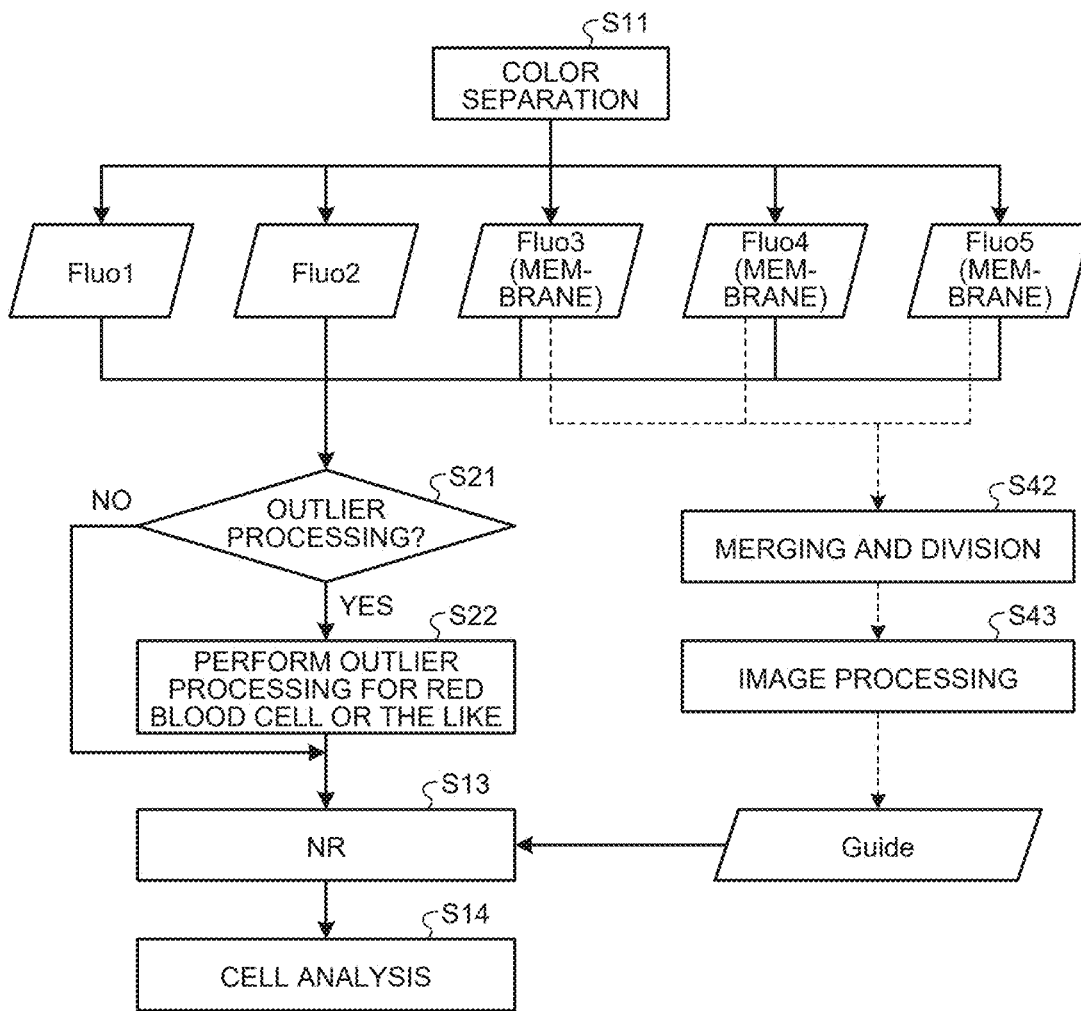 S11
COLOR
SEPARATION
Fluo1
Fluo2
Fluo3
(MEM-
BRANE)
Fluo4
(MEM-
BRANE)
Fluo5
(MEM-
BRANE)
S21
NO
OUTLIER
PROCESSING?
YES
S42
MERGING AND DIVISION
S22
PERFORM OUTLIER
PROCESSING FOR RED
BLOOD CELL OR THE LIKE
S43
IMAGE PROCESSING
S13
NR
Guide
S14
CELL ANALYSIS